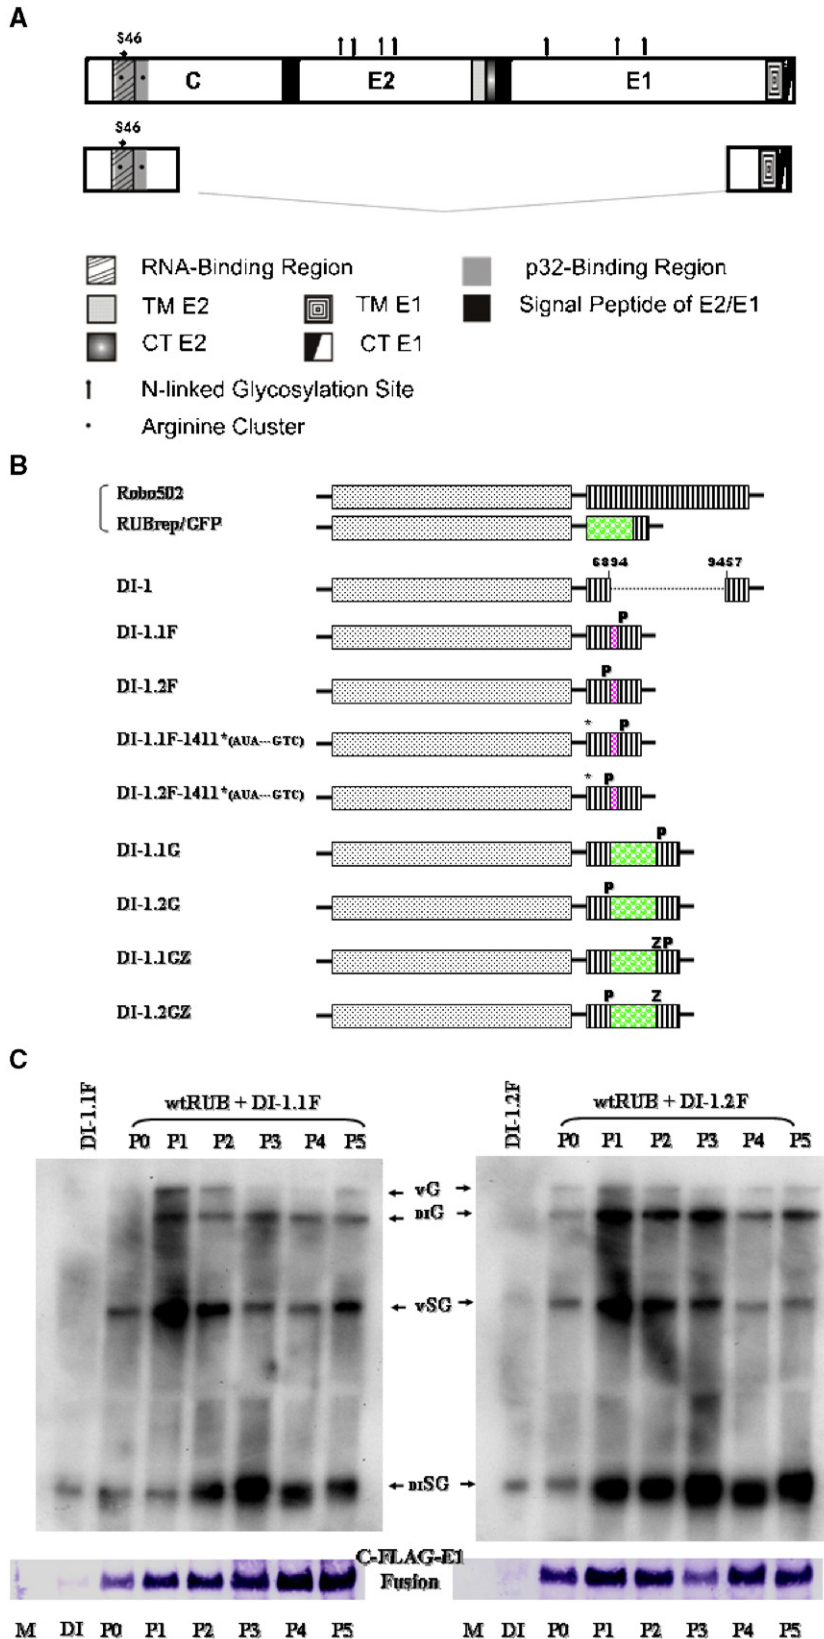 A
S46
C E2 E1
S46
RNA-Binding Region p32-Binding Region
TM E2 TM E1 Signal Peptide of E2/E1
CT E2 CT E1
N-linked Glycosylation Site
Arginine Cluster
B
Robo502
RUBrep/GFP
6894 9457
DI-1
P
DI-1.1F
P
DI-1.2F
* P
DI-1.1F-1411*(AUA---GTC)
* P
DI-1.2F-1411*(AUA---GTC)
P
DI-1.1G
P
DI-1.2G
ZP
DI-1.1GZ
P Z
DI-1.2GZ
C
DI-1.1F wtRUB + DI-1.1F DI-1.2F wtRUB + DI-1.2F
P0 P1 P2 P3 P4 P5 P0 P1 P2 P3 P4 P5
vG
DIG
vSG
DISG
C-FLAG-E1
Fusion
M DI P0 P1 P2 P3 P4 P5 M DI P0 P1 P2 P3 P4 P5